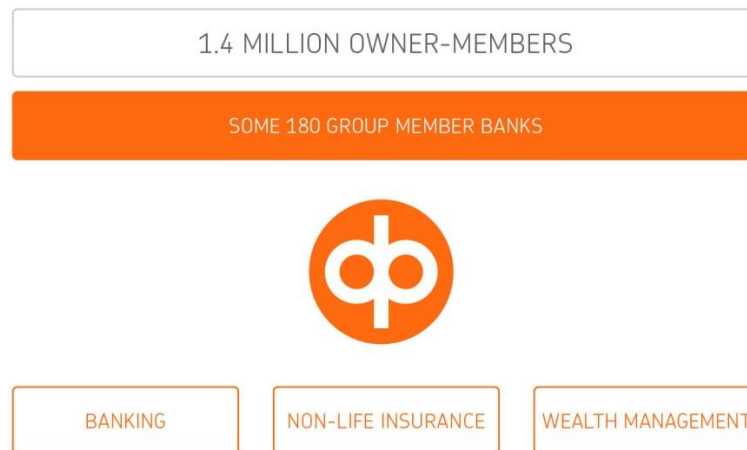 1.4 MILLION OWNER-MEMBERS
SOME 180 GROUP MEMBER BANKS
BANKING
NON-LIFE INSURANCE
WEALTH MANAGEMENT